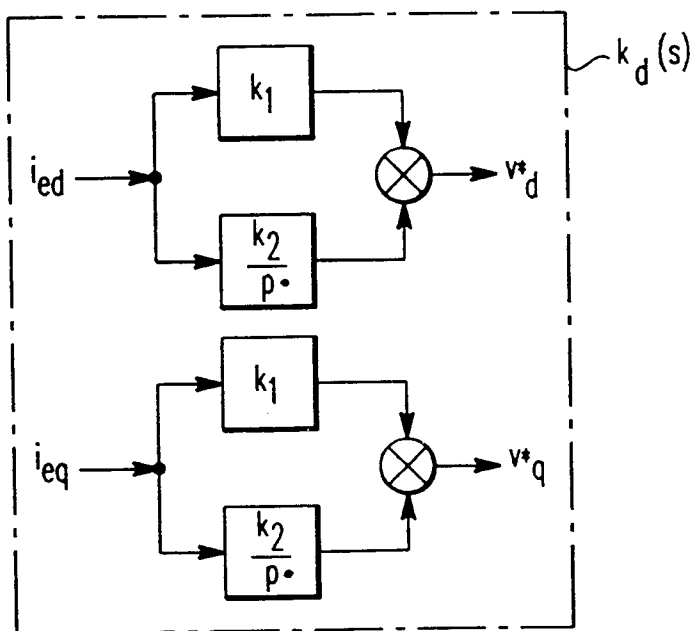 k_d(s)
k_1
i_ed
v*_d
k_2
p•
k_1
i_eq
v*_q
k_2
p•